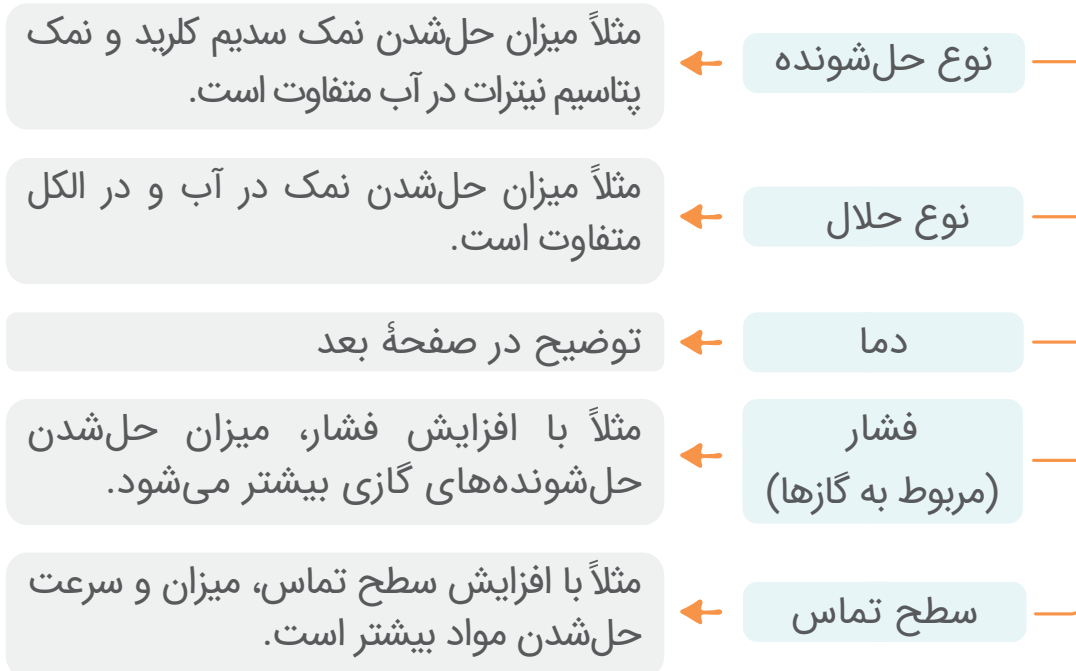 نوع حل‌شونده
مثلاً میزان حل‌شدن نمک سدیم کلرید و نمک
پتاسیم نیترات در آب متفاوت است.
نوع حلال
مثلاً میزان حل‌شدن نمک در آب و در الکل
متفاوت است.
دما
توضیح در صفحهٔ بعد
فشار
(مربوط به گازها)
مثلاً با افزایش فشار، میزان حل‌شدن
حل‌شونده‌های گازی بیشتر می‌شود.
سطح تماس
مثلاً با افزایش سطح تماس، میزان و سرعت
حل‌شدن مواد بیشتر است.